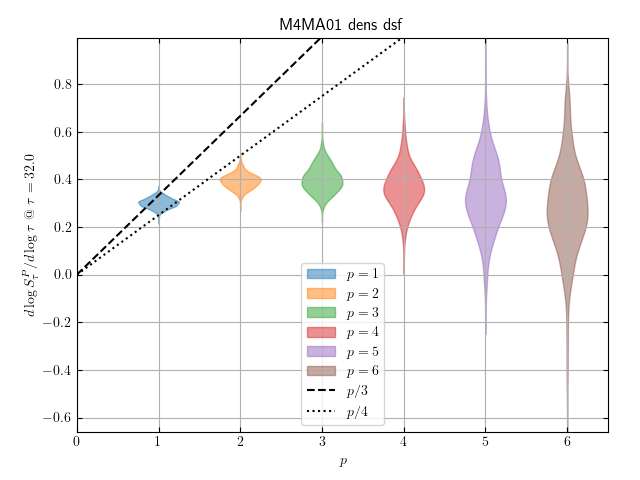 M4MA01 dens dsf
d log S_τ^P / d log τ @ τ = 32.0
0.8
0.6
0.4
0.2
0.0
−0.2
−0.4
−0.6
p = 1
p = 2
p = 3
p = 4
p = 5
p = 6
p/3
p/4
0 1 2 3 4 5 6
p